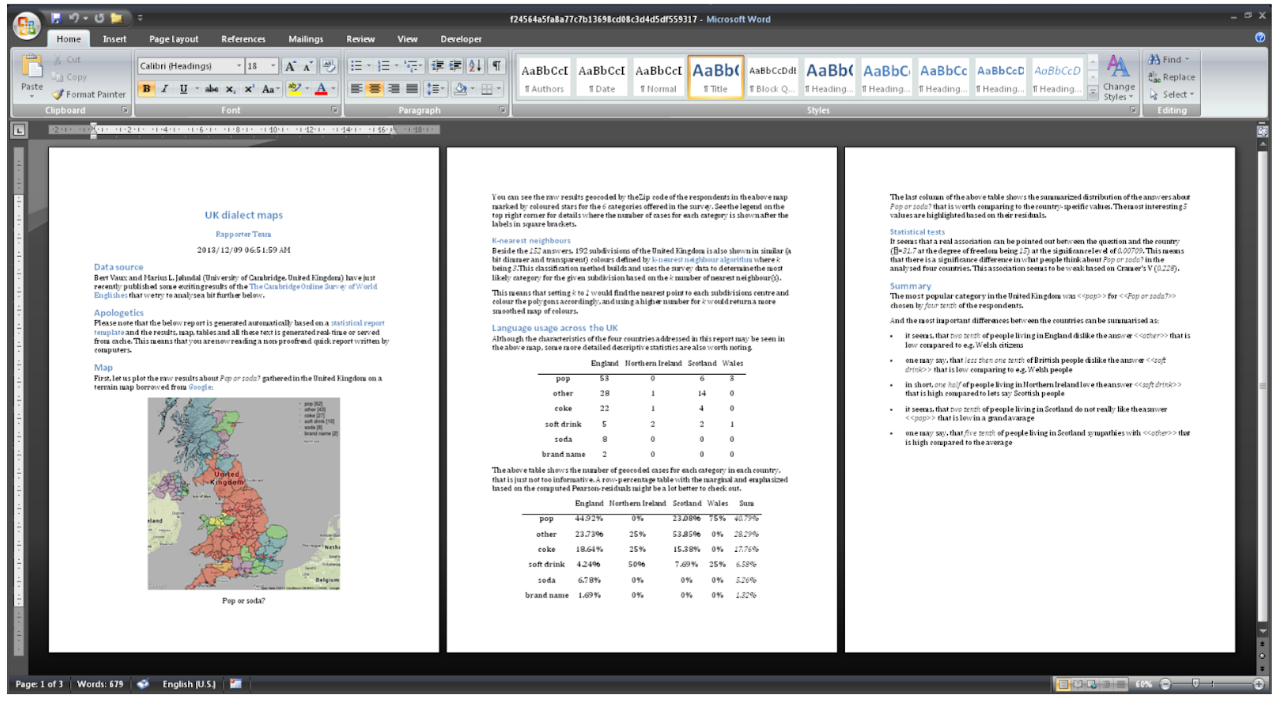 f24564a5fa8a77c7b13698cd08c3d4d5df559317 - Microsoft Word
Home Insert Page Layout References Mailings Review View Developer
Paste
Cut
Copy
Format Painter
Clipboard
Calibri (Headings) 18
Font
Paragraph
AaBbCcI AaBbCcI AaBbCcI AaBb( AaBbCcDdI AaBb( AaBbC AaBbCc AaBbCcD AaBbCcD
Authors Date Normal Title Block Q... Heading... Heading... Heading... Heading... Heading...
Change Styles
Styles
Find
Replace
Select
Editing
UK dialect maps
Rapporter Team
2013/12/09 06:51:59 AM
Data source
Bert Vaux and Marius L. Jøhndal (University of Cambridge, United Kingdom) have just
recently published some exciting results of the The Cambridge Online Survey of World
Englishes that we try to analyse a bit further below.
Apologetics
Please note that the below report is generated automatically based on a statistical report
template and the results, map, tables and all these text is generated real-time or served
from cache. This means that you are now reading a non-proofread quick report written by
computers.
Map
First, let us plot the raw results about Pop or soda? gathered in the United Kingdom on a
terrain map borrowed from Google:
pop [62]
other [43]
coke [27]
soft drink [10]
soda [8]
brand name [2]
United
Kingdom
Isle of Man
Belgium
Pop or soda?
You can see the raw results geocoded by the Zip code of the respondents in the above map
marked by coloured stars for the 6 categories offered in the survey. See the legend on the
top right corner for details where the number of cases for each category is shown after the
labels in square brackets.
K-nearest neighbours
Beside the 152 answers, 192 subdivisions of the United Kingdom is also shown in similar (a
bit dimmer and transparent) colours defined by k-nearest neighbour algorithm where k
being 3. This classification method builds and uses the survey data to determine the most
likely category for the given subdivision based on the k number of nearest neighbour(s).
This means that setting k to 1 would find the nearest point to each subdivisions centre and
colour the polygons accordingly, and using a higher number for k would return a more
smoothed map of colours.
Language usage across the UK
Although the characteristics of the four countries addressed in this report may be seen in
the above map, some more detailed descriptive statistics are also worth noting.
England Northern Ireland Scotland Wales
pop 53 0 6 3
other 28 1 14 0
coke 22 1 4 0
soft drink 5 2 2 1
soda 8 0 0 0
brand name 2 0 0 0
The above table shows the number of geocoded cases for each category in each country,
that is just not too informative. A row-percentage table with the marginal and emphasized
based on the computed Pearson-residuals might be a lot better to check out.
England Northern Ireland Scotland Wales Sum
pop 44.92% 0% 23.08% 75% 40.79%
other 23.73% 25% 53.85% 0% 28.29%
coke 18.64% 25% 15.38% 0% 17.76%
soft drink 4.24% 50% 7.69% 25% 6.58%
soda 6.78% 0% 0% 0% 5.26%
brand name 1.69% 0% 0% 0% 1.32%
The last column of the above table shows the summarized distribution of the answers about
Pop or soda? that is worth comparing to the country-specific values. The most interesting 5
values are highlighted based on their residuals.
Statistical tests
It seems that a real association can be pointed out between the question and the country
=31.7 at the degree of freedom being 15) at the significance level of 0,00709. This means
that there is a significance difference in what people think about Pop or soda? in the
analysed four countries. This association seems to be weak based on Cramer's V (0.228).
Summary
The most popular category in the United Kingdom was <<pop>> for <<Pop or soda?>>
chosen by four tenth of the respondents.
And the most important differences between the countries can be summarised as:
• it seems, that two tenth of people living in England dislike the answer <<other>> that is
low compared to e.g. Welsh citizens
• one may say, that less then one tenth of Brittish people dislike the answer <<soft
drink>> that is low comparing to e.g. Welsh people
• in short, one half of people living in Northern Ireland love the answer <<soft drink>>
that is high compared to lets say Scottish people
• it seems, that two tenth of people living in Scotland do not really like the asnwer
<<pop>> that is low in a grand avarage
• one may say, that five tenth of people living in Scotland sympathies with <<other>> that
is high compared to the average
Page: 1 of 3 Words: 679 English (U.S.) 60%